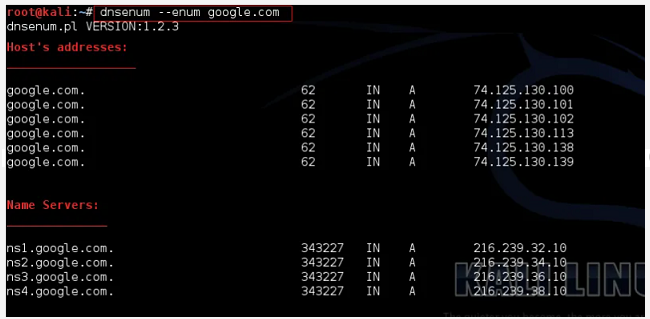 root@kali:~# dnsenum --enum google.com
dnsenum.pl VERSION:1.2.3
Host's addresses:
__________________
google.com. 62 IN A 74.125.130.100
google.com. 62 IN A 74.125.130.101
google.com. 62 IN A 74.125.130.102
google.com. 62 IN A 74.125.130.113
google.com. 62 IN A 74.125.130.138
google.com. 62 IN A 74.125.130.139
Name Servers:
______________
ns1.google.com. 343227 IN A 216.239.32.10
ns2.google.com. 343227 IN A 216.239.34.10
ns3.google.com. 343227 IN A 216.239.36.10
ns4.google.com. 343227 IN A 216.239.38.10
KALI LINU